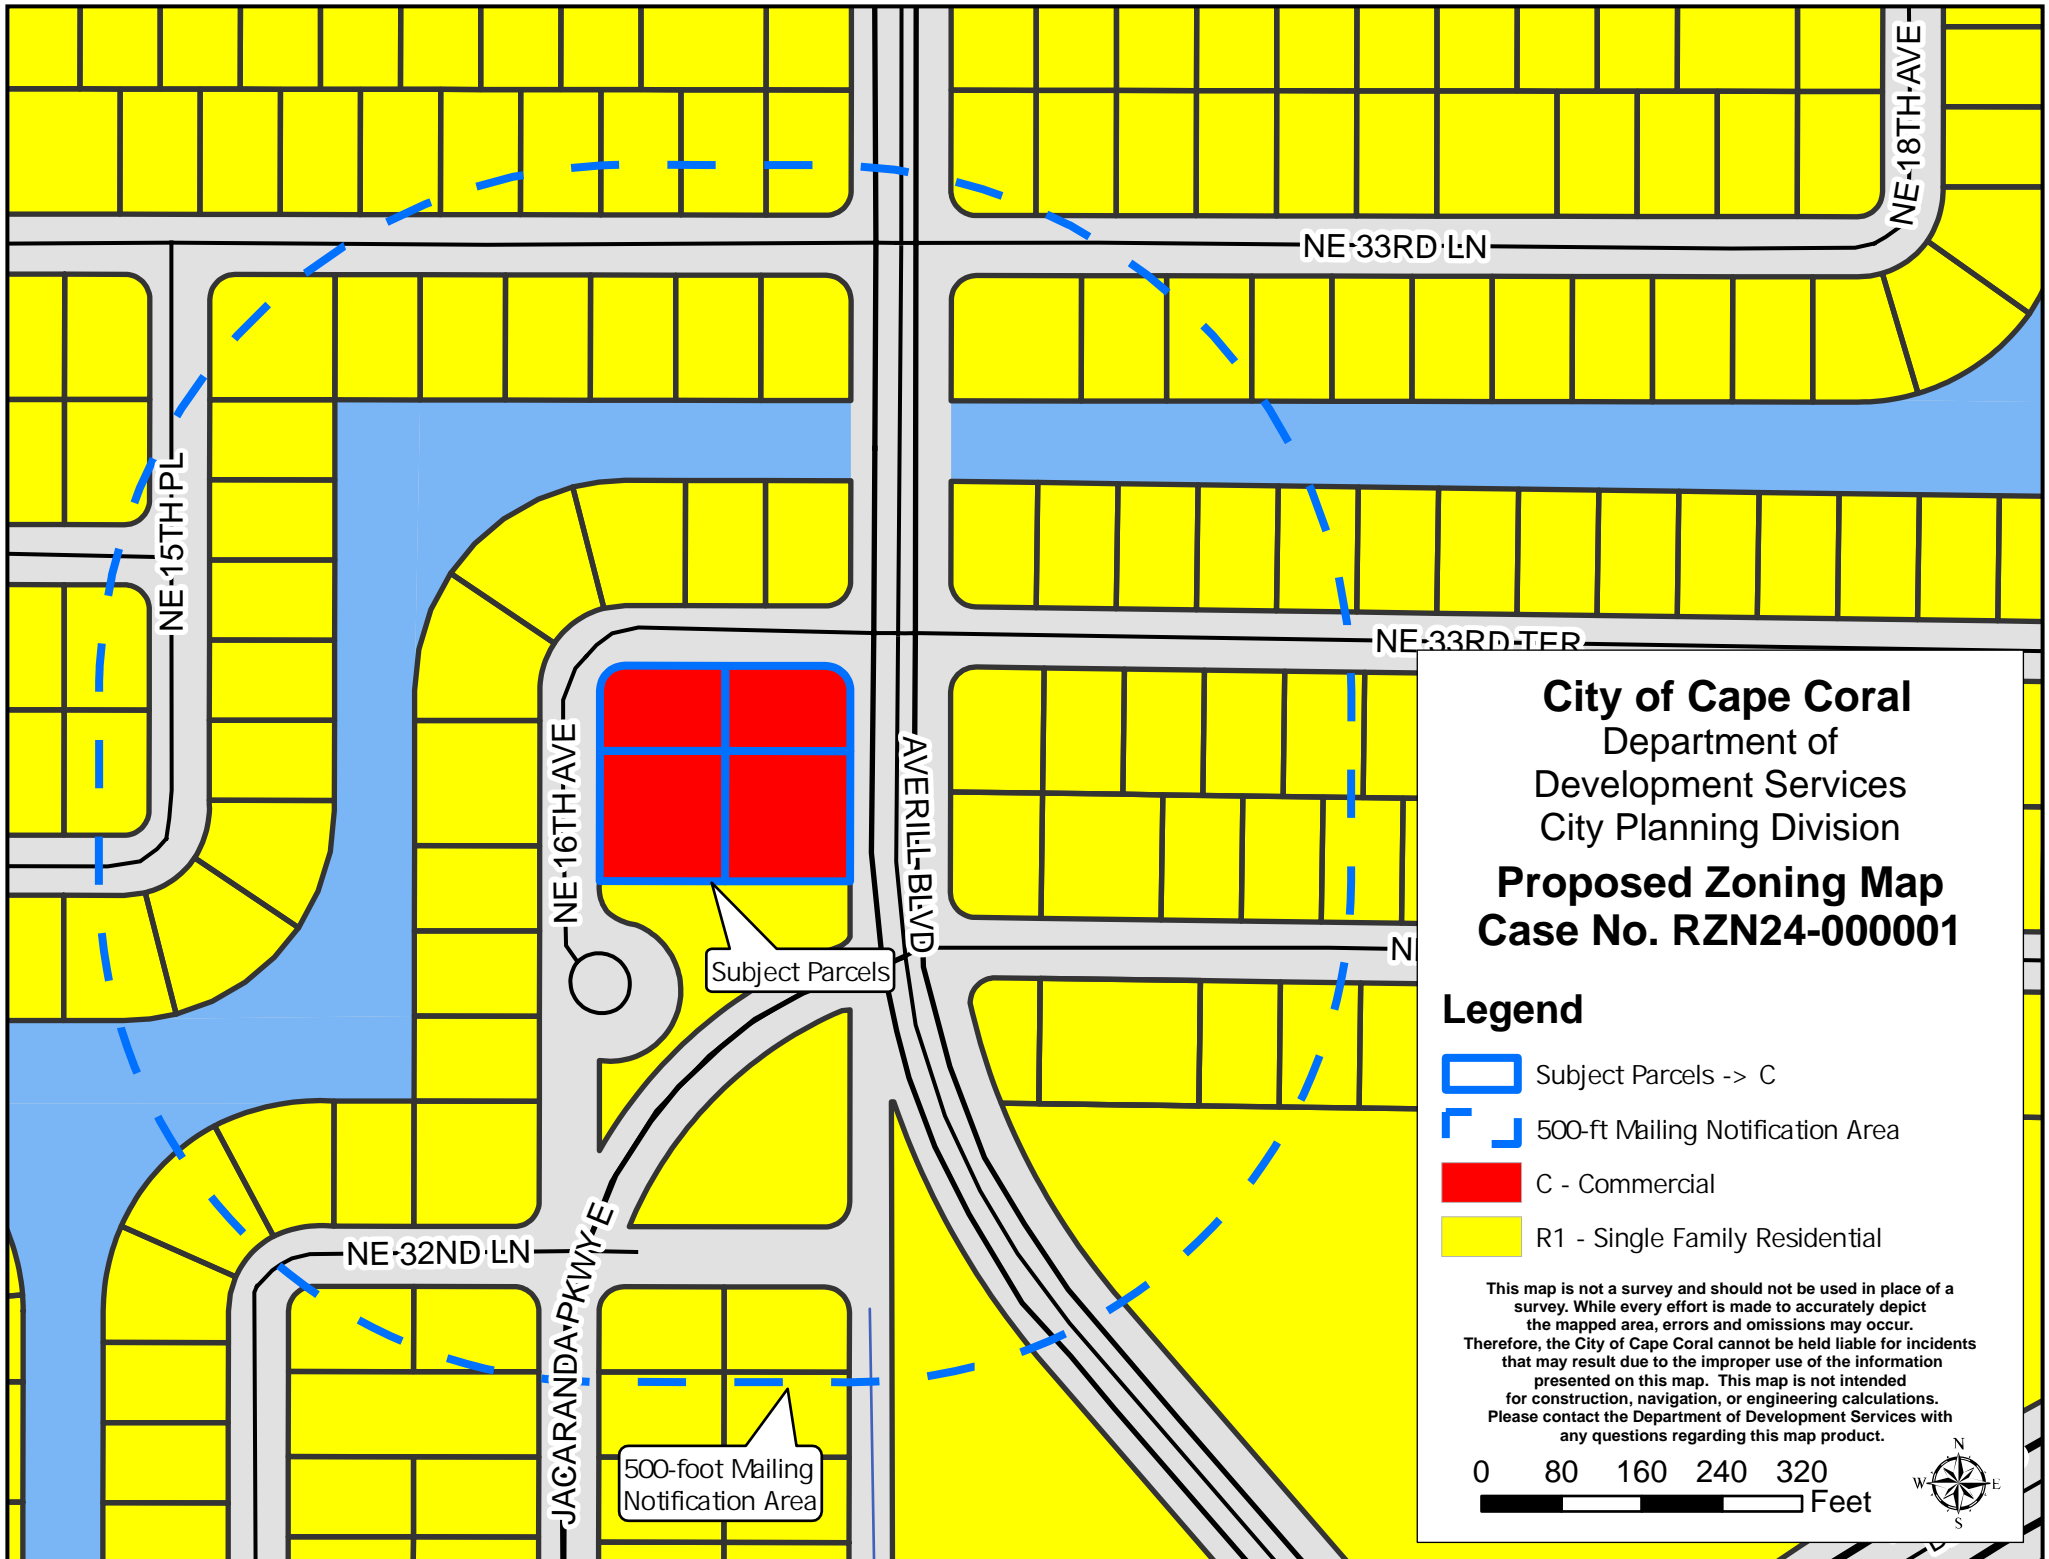 NE 18TH AVE
NE 33RD LN
NE 15TH PL
NE 33RD TER
NE 16TH AVE
AVERILL BLVD
Subject Parcels
NE 32ND LN
JACARANDA PKWY E
500-foot Mailing
Notification Area
City of Cape Coral
Department of
Development Services
City Planning Division
Proposed Zoning Map
Case No. RZN24-000001
Legend
Subject Parcels -> C
500-ft Mailing Notification Area
C - Commercial
R1 - Single Family Residential
This map is not a survey and should not be used in place of a
survey. While every effort is made to accurately depict
the mapped area, errors and omissions may occur.
Therefore, the City of Cape Coral cannot be held liable for incidents
that may result due to the improper use of the information
presented on this map. This map is not intended
for construction, navigation, or engineering calculations.
Please contact the Department of Development Services with
any questions regarding this map product.
0 80 160 240 320
Feet
N
W E
S